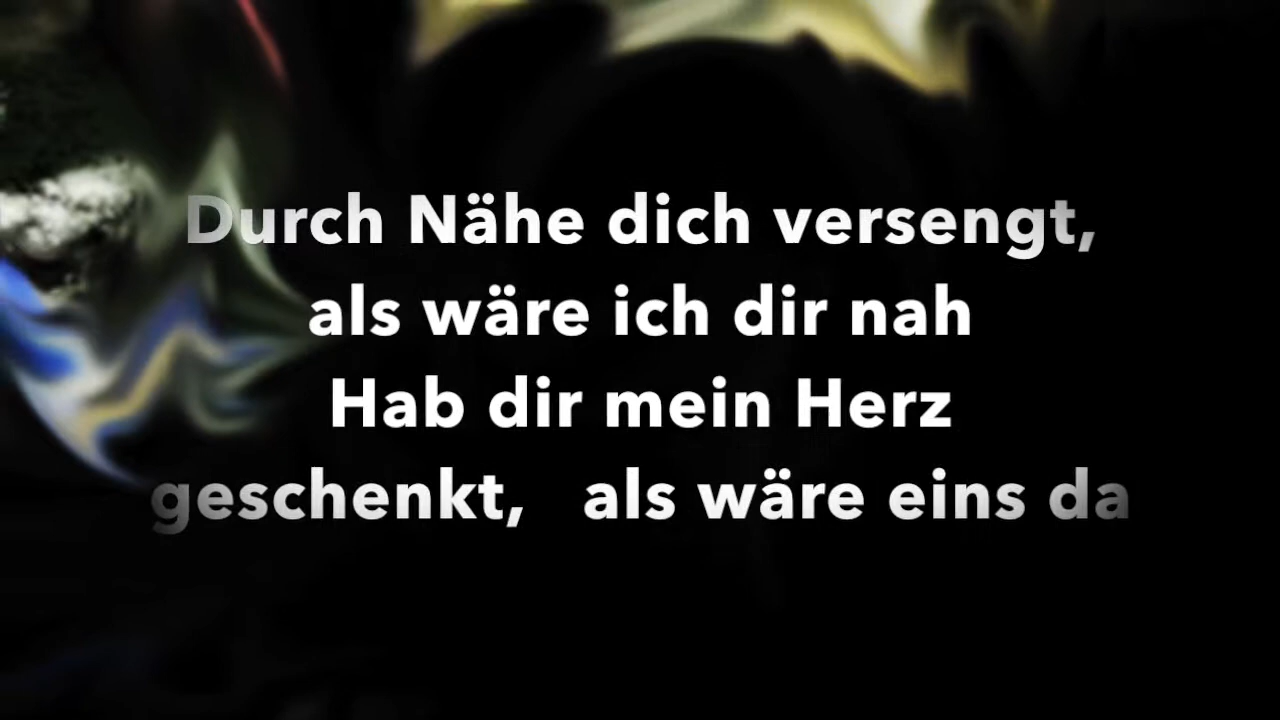 Durch Nähe dich versengt,
als wäre ich dir nah
Hab dir mein Herz
geschenkt, als wäre eins da